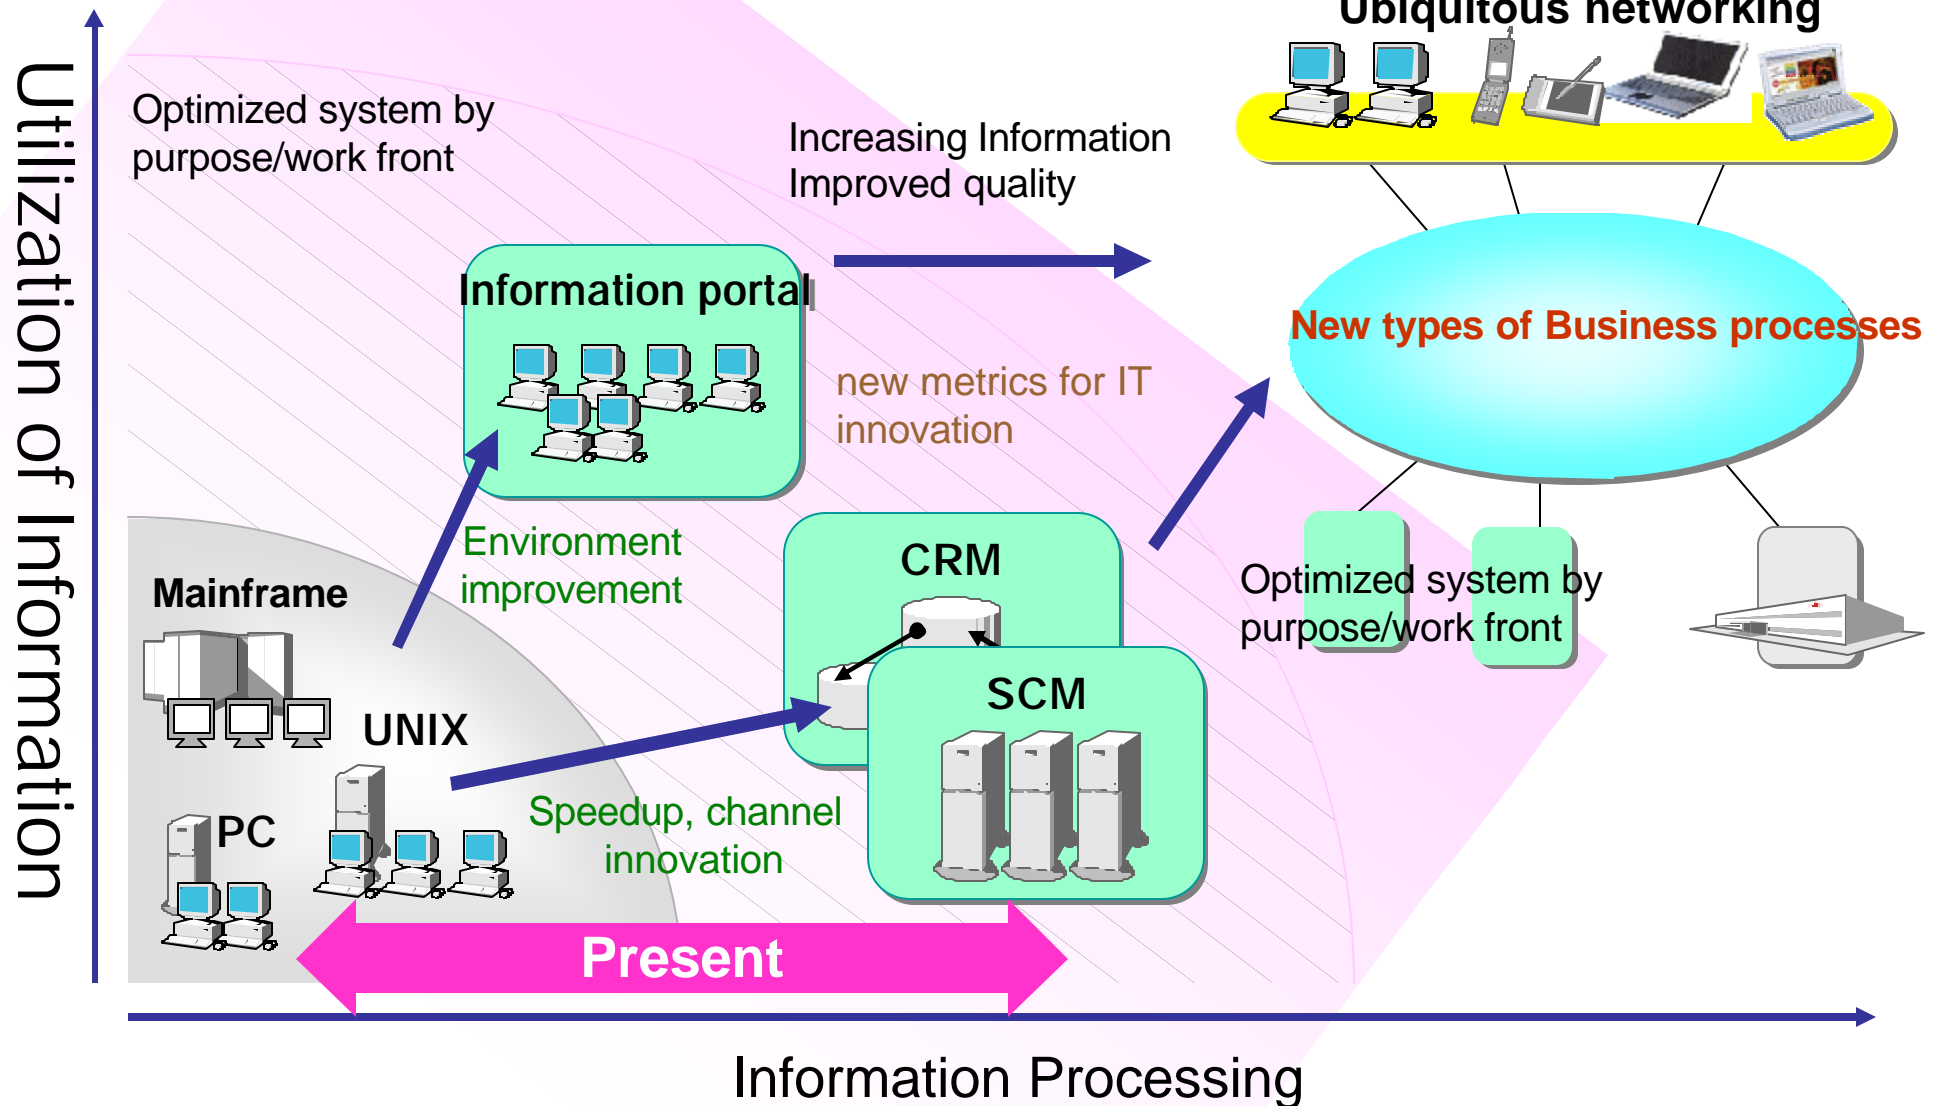 Ubiquitous networking
Optimized system by
purpose/work front
Increasing Information
Improved quality
Utilization of Information
Information portal
New types of Business processes
new metrics for IT
innovation
Environment
improvement
CRM
Mainframe
Optimized system by
purpose/work front
SCM
UNIX
Speedup, channel
innovation
PC
Present
Information Processing